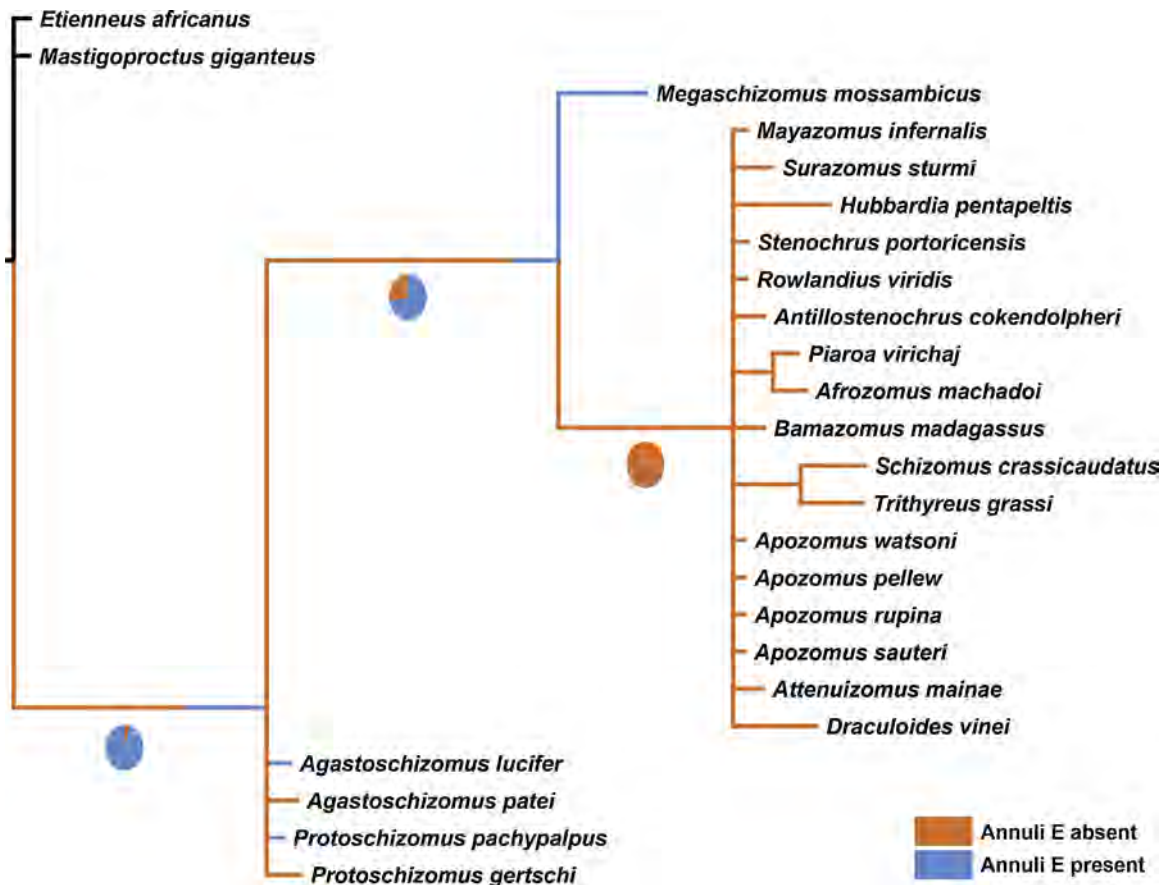 Etienneus africanus
Mastigoproctus giganteus
Megaschizomus mossambicus
Mayazomus infernalis
Surazomus sturmi
Hubbardia pentapeltis
Stenochrus portoricensis
Rowlandius viridis
Antillostenochrus cokendolpheri
Piaroa virichaj
Afrozomus machadoi
Bamazomus madagassus
Schizomus crassicaudatus
Trithyreus grassi
Apozomus watsoni
Apozomus pellew
Apozomus rupina
Apozomus sauteri
Attenuizomus mainae
Draculoides vinei
Agastoschizomus lucifer
Agastoschizomus patei
Protoschizomus pachypalpus
Protoschizomus gertschi
Annuli E absent
Annuli E present